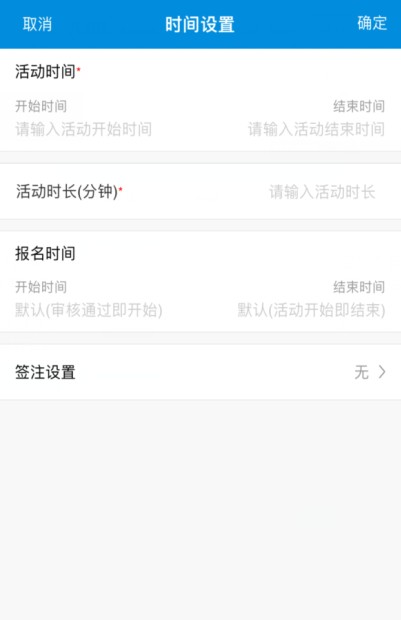 取消 时间设置 确定
活动时间*
开始时间 结束时间
请输入活动开始时间 请输入活动结束时间
活动时长(分钟)* 请输入活动时长
报名时间
开始时间 结束时间
默认(审核通过即开始) 默认(活动开始即结束)
签注设置 无